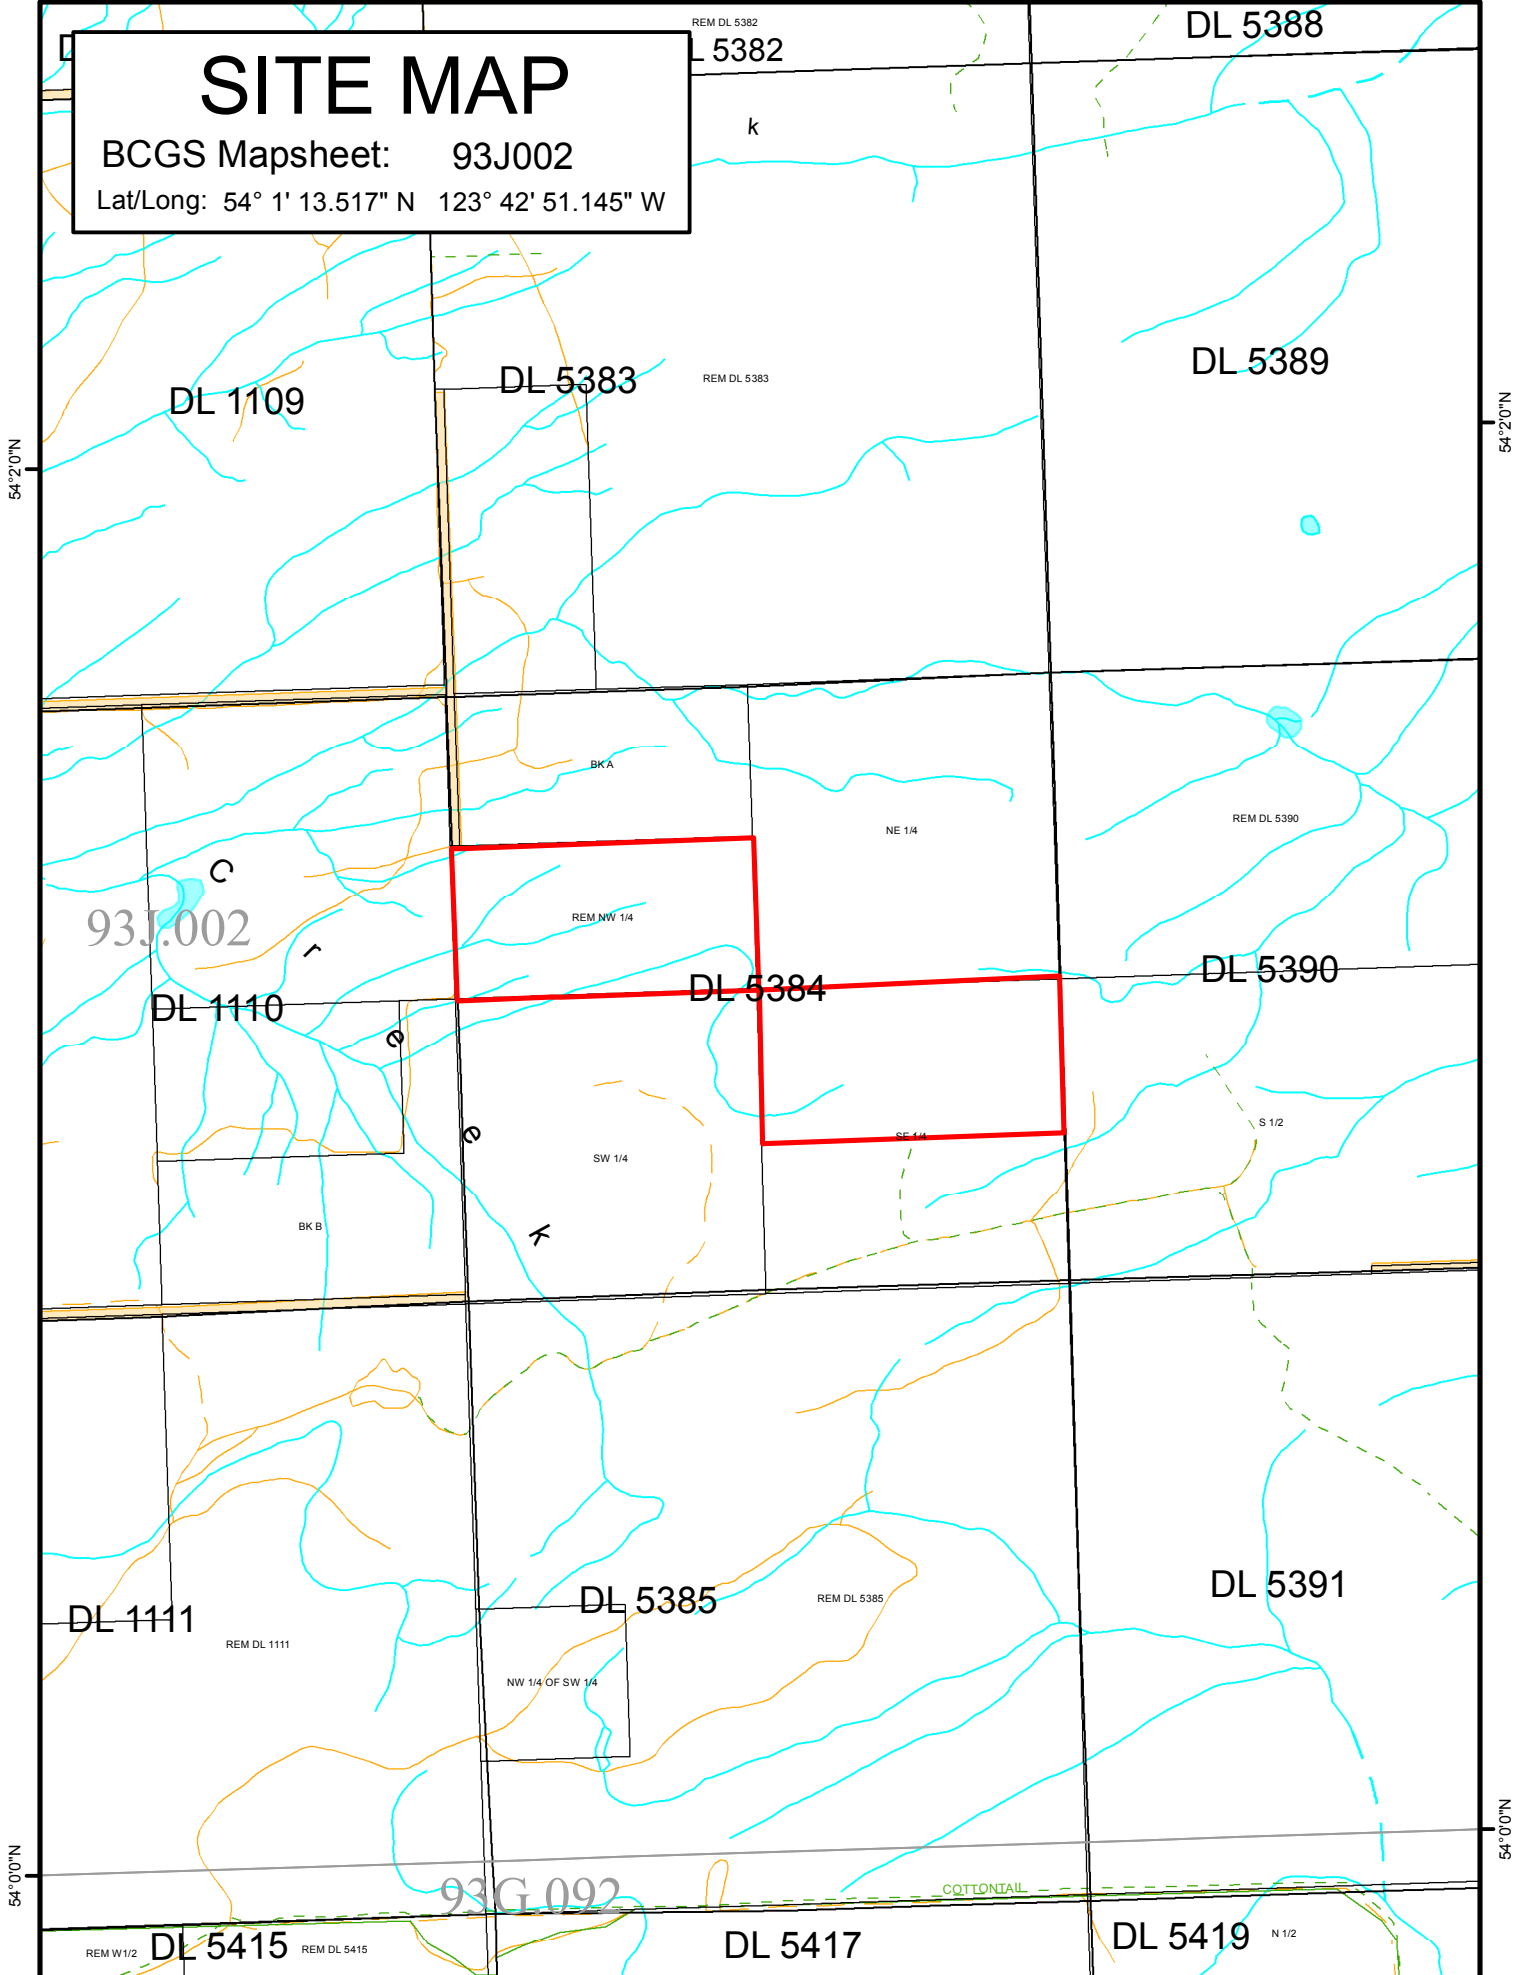 REM DL 5382
L 5382
DL 5388
D
SITE MAP
BCGS Mapsheet: 93J002
Lat/Long: 54° 1' 13.517" N 123° 42' 51.145" W
k
DL 5383
REM DL 5383
DL 5389
DL 1109
54°2'0"N
54°2'0"N
BK A
NE 1/4
REM DL 5390
C
r
e
e
k
93J.002
REM NW 1/4
DL 5384
DL 5390
DL 1110
SW 1/4
SE 1/4
S 1/2
BK B
DL 5385
REM DL 5385
DL 5391
DL 1111
REM DL 1111
NW 1/4 OF SW 1/4
54°0'0"N
54°0'0"N
93G.092
COTTONTAIL
REM W1/2
DL 5415
REM DL 5415
DL 5417
DL 5419
N 1/2